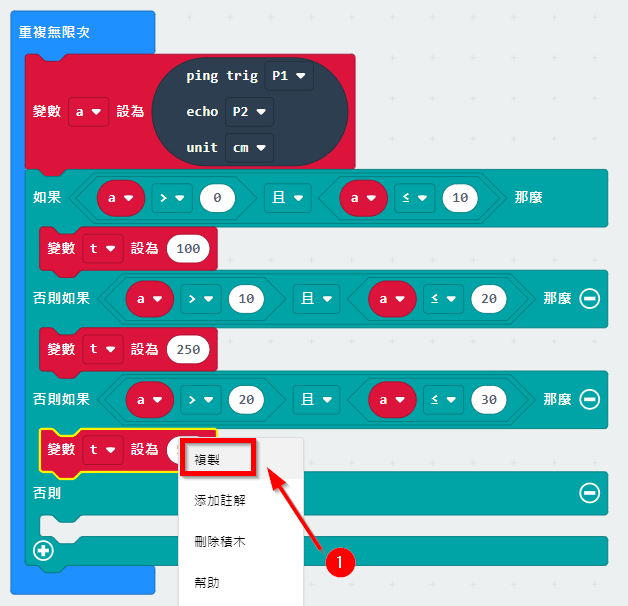 重複無限次
ping trig P1
變數 a 設為 echo P2
unit cm
如果 a > 0 且 a ≤ 10 那麼
變數 t 設為 100
否則如果 a > 10 且 a ≤ 20 那麼
變數 t 設為 250
否則如果 a > 20 且 a ≤ 30 那麼
變數 t 設為
複製
否則
添加註解
刪除積木
1
幫助